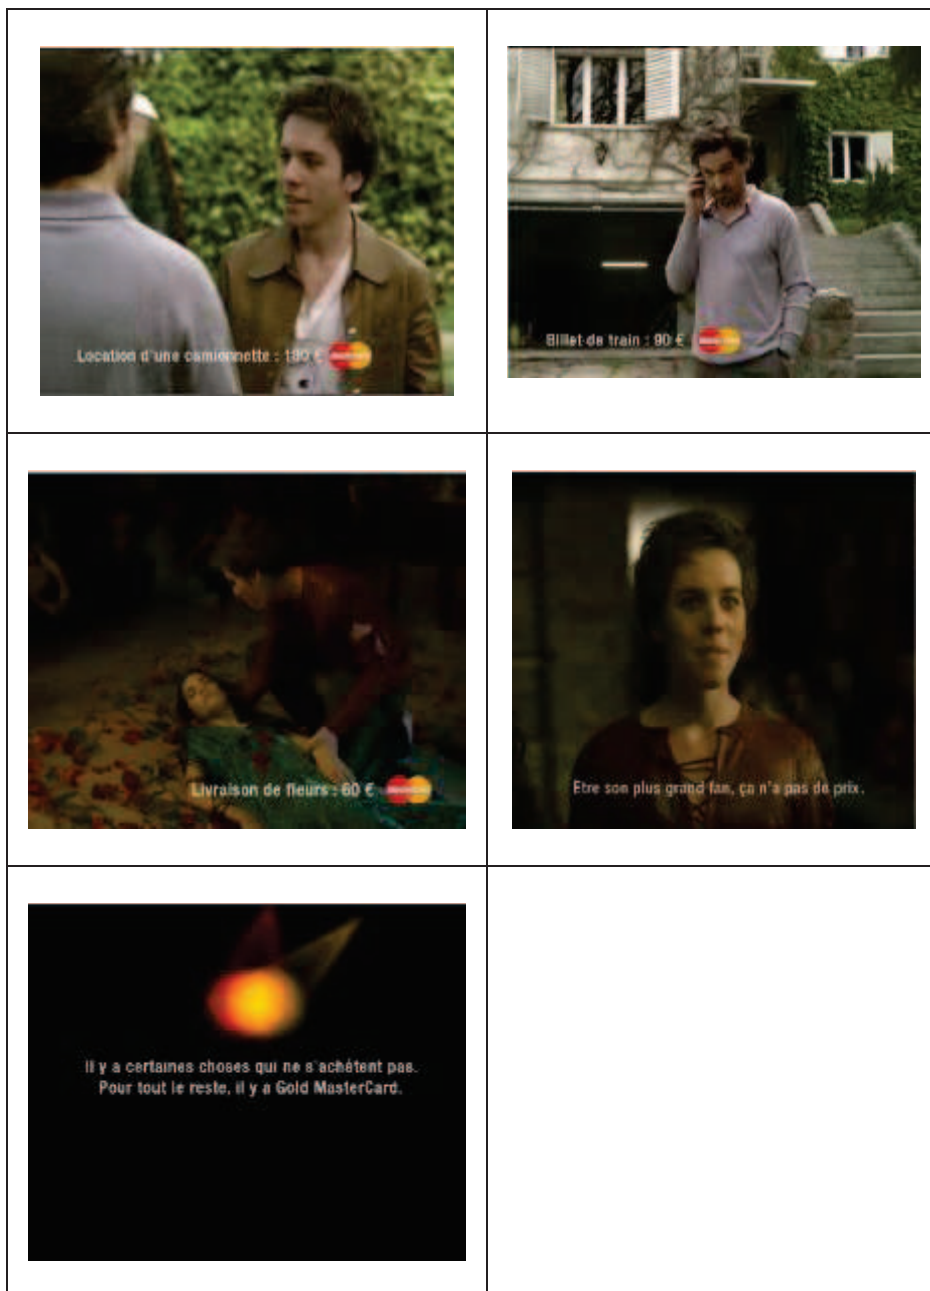 Location d'une camionnette : 190 €
Billet de train : 90 €
Livraison de fleurs : 60 €
Etre son plus grand fan, ça n'a pas de prix.
Il y a certaines choses qui ne s'achètent pas.
Pour tout le reste, il y a Gold MasterCard.